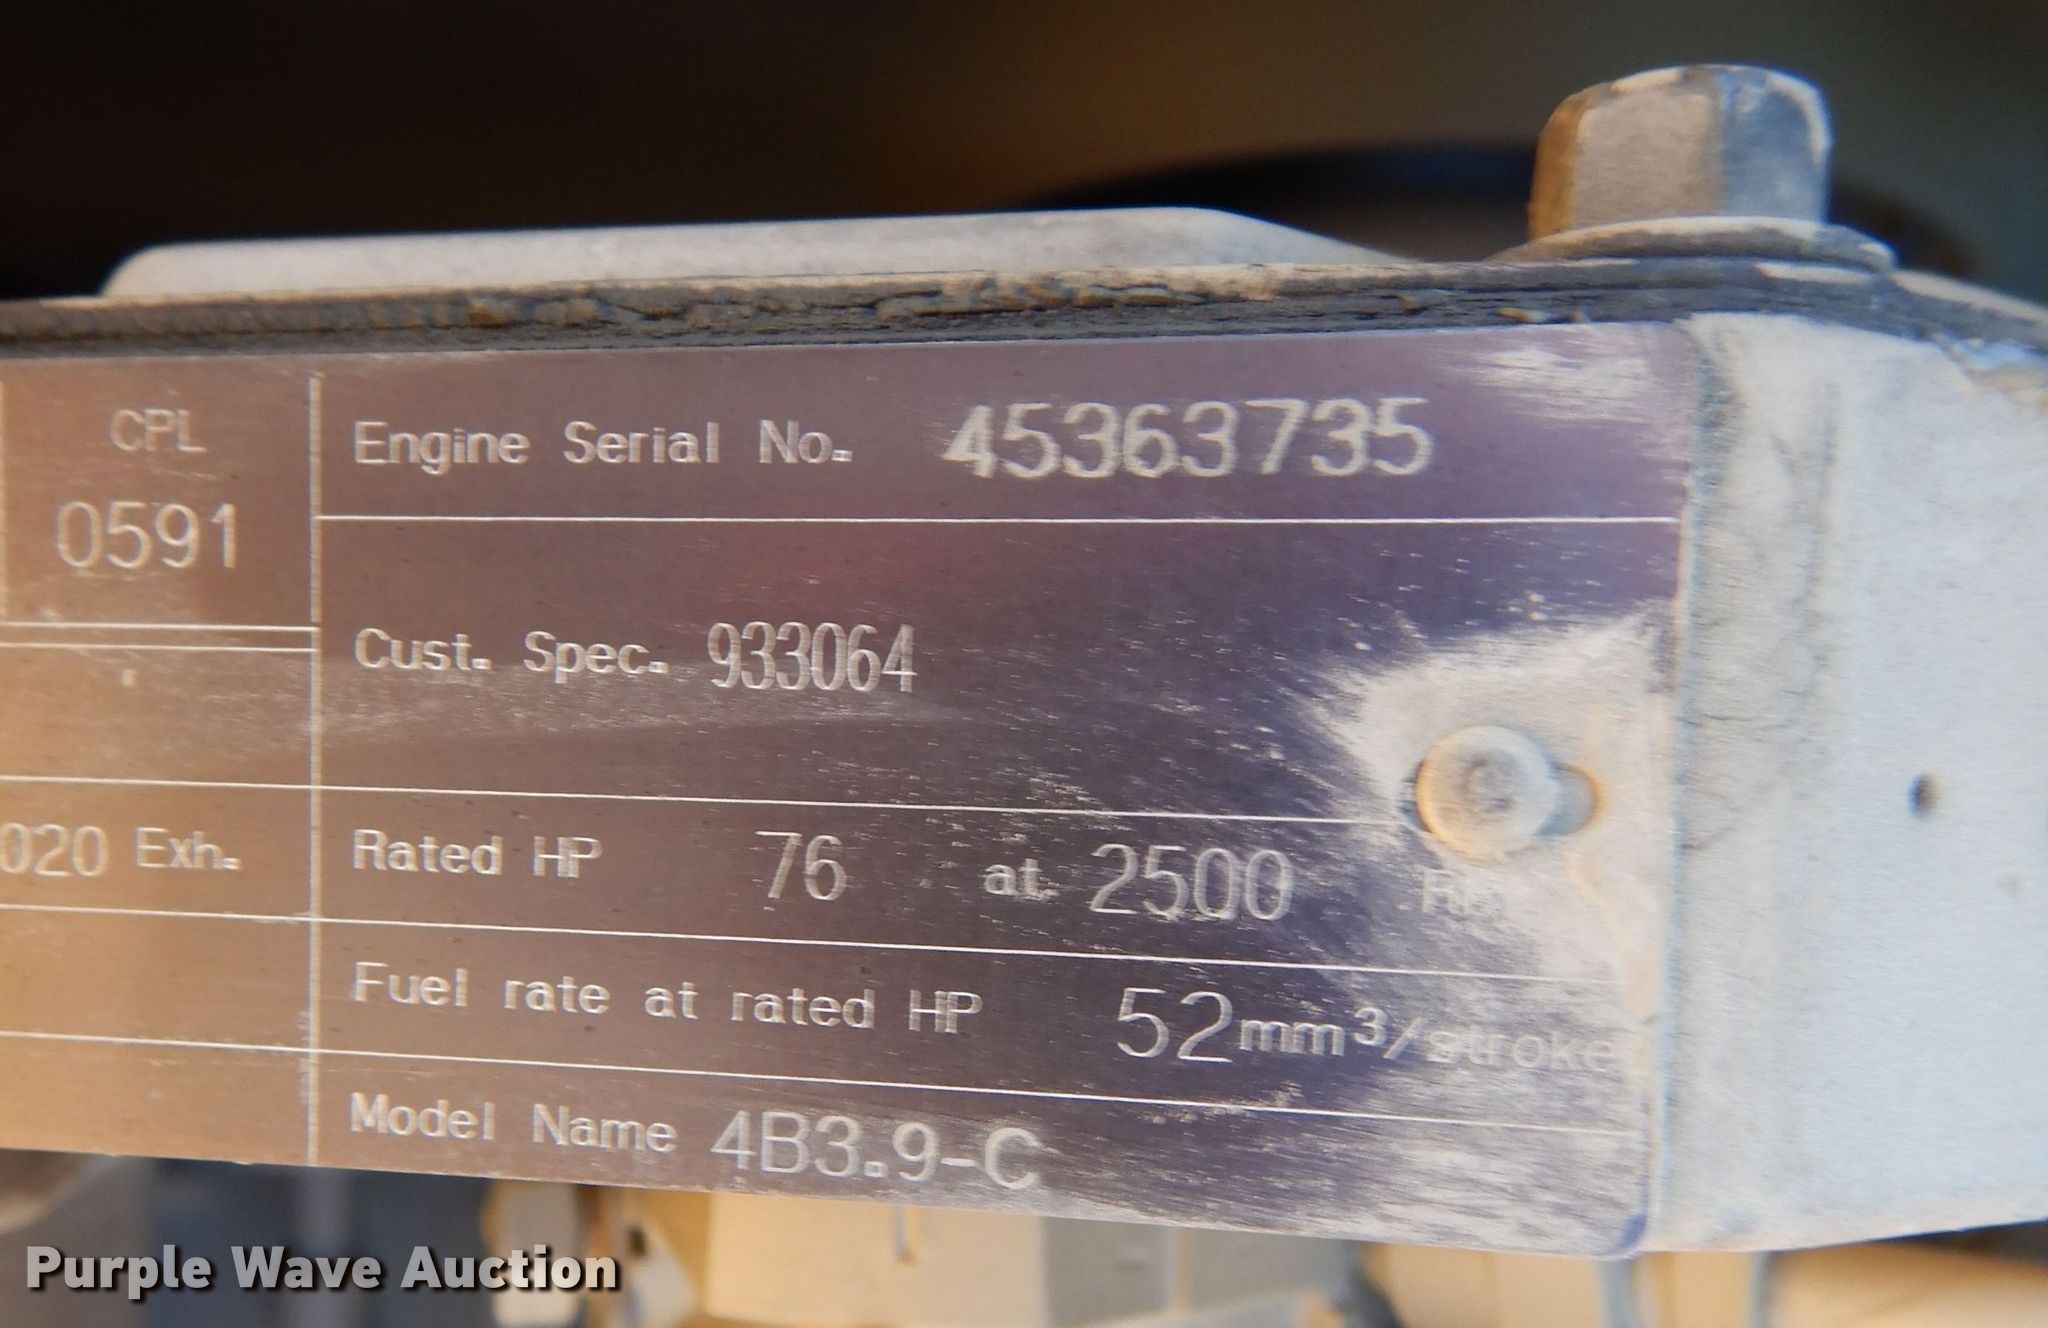 CPL
0591
Engine Serial No. 45363735
Cust. Spec. 933064
020 Exh.
Rated HP 76 at 2500
Fuel rate at rated HP 52mm³/stroke
Model Name 4B3.9-C
Purple Wave Auction